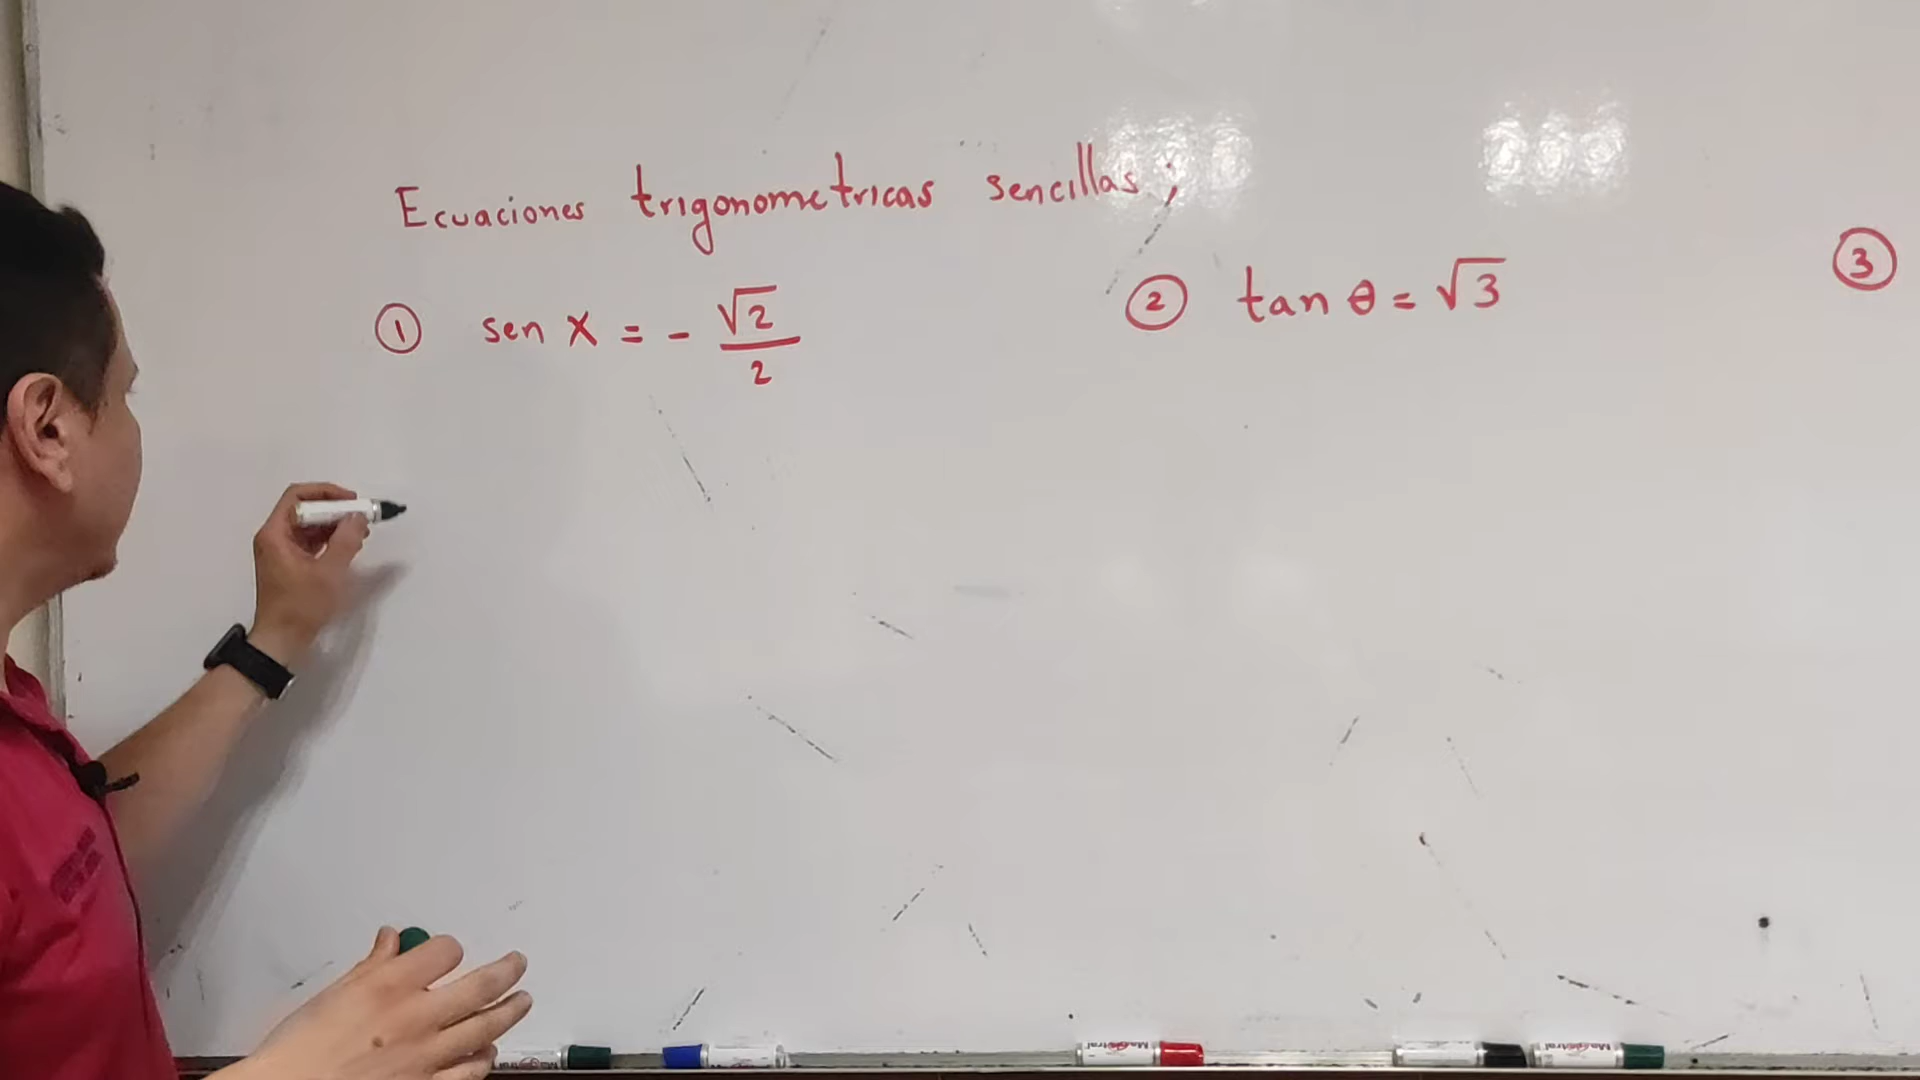 Ecuaciones trigonometricas sencillas;
① sen x = - √2/2
② tan θ = √3
③